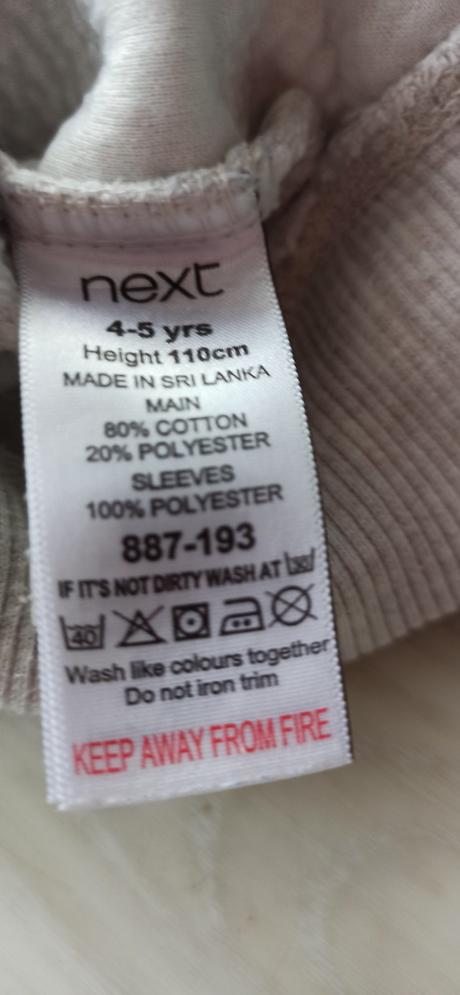 next
4-5 yrs
Height 110cm
MADE IN SRI LANKA
MAIN
80% COTTON
20% POLYESTER
SLEEVES
100% POLYESTER
887-193
IF IT'S NOT DIRTY WASH AT 30
40
Wash like colours together
Do not iron trim
KEEP AWAY FROM FIRE